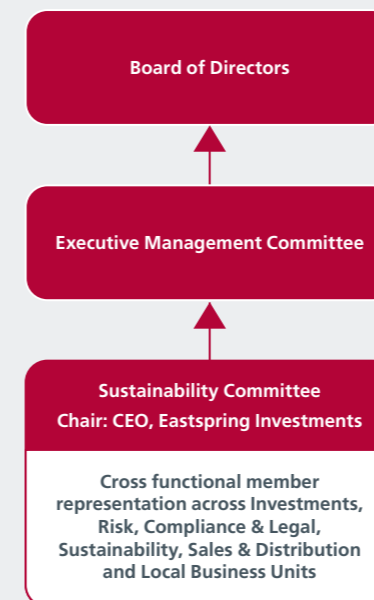 Board of Directors
Executive Management Committee
Sustainability Committee
Chair: CEO, Eastspring Investments
Cross functional member
representation across Investments,
Risk, Compliance & Legal,
Sustainability, Sales & Distribution
and Local Business Units